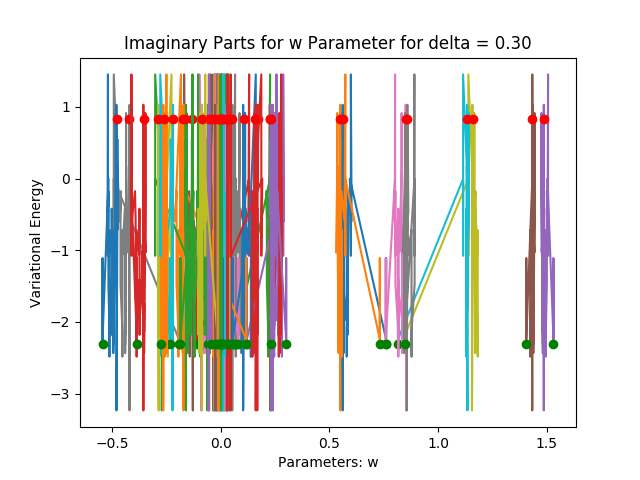 Imaginary Parts for w Parameter for delta = 0.30
Variational Energy
1
0
−1
−2
−3
−0.5 0.0 0.5 1.0 1.5
Parameters: w